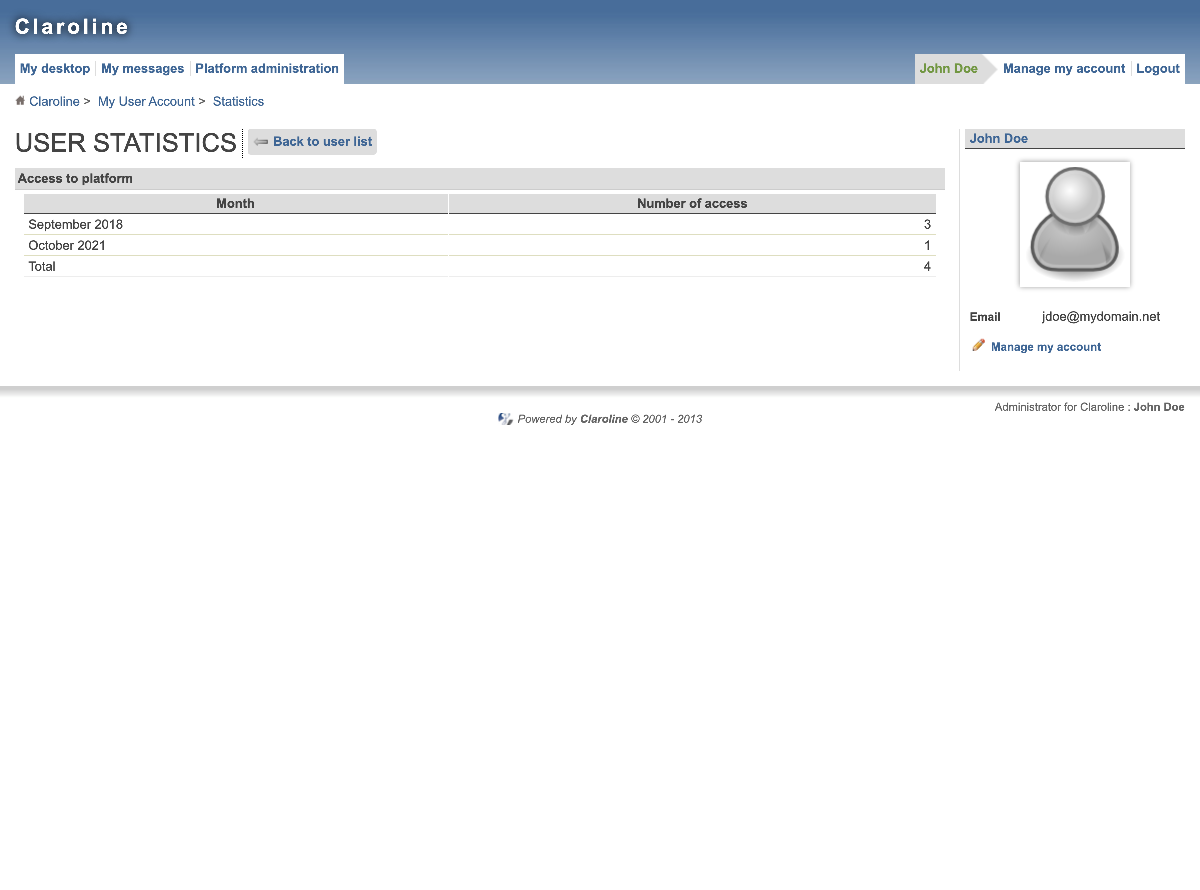 Claroline
My desktop My messages Platform administration
John Doe Manage my account Logout
Claroline > My User Account > Statistics
USER STATISTICS Back to user list
Access to platform
Month Number of access
September 2018 3
October 2021 1
Total 4
John Doe
Email jdoe@mydomain.net
Manage my account
Administrator for Claroline : John Doe
Powered by Claroline © 2001 - 2013